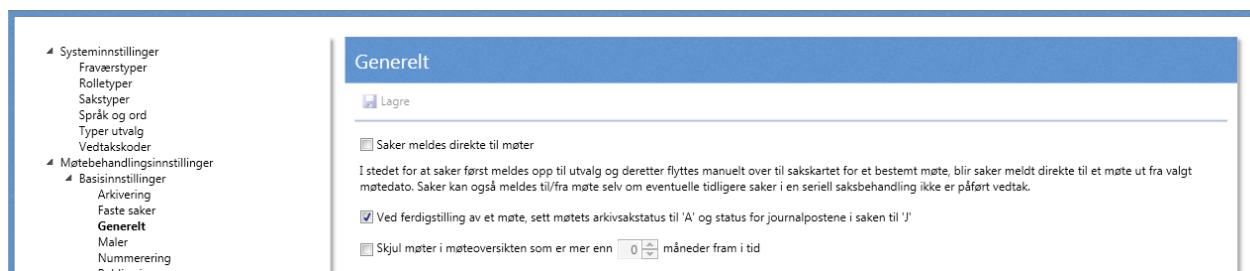 Systeminnstillinger
Fraværstyper
Rolletyper
Sakstyper
Språk og ord
Typer utvalg
Vedtakskoder
Møtebehandlingsinnstillinger
Basisinnstillinger
Arkivering
Faste saker
Generelt
Maler
Nummerering
Generelt
Lagre
Saker meldes direkte til møter
I stedet for at saker først meldes opp til utvalg og deretter flyttes manuelt over til sakskartet for et bestemt møte, blir saker meldt direkte til et møte ut fra valgt
møtedato. Saker kan også meldes til/fra møte selv om eventuelle tidligere saker i en seriell saksbehandling ikke er påført vedtak.
Ved ferdigstilling av et møte, sett møtets arkivsakstatus til 'A' og status for journalpostene i saken til 'J'
Skjul møter i møteoversikten som er mer enn 0 måneder fram i tid